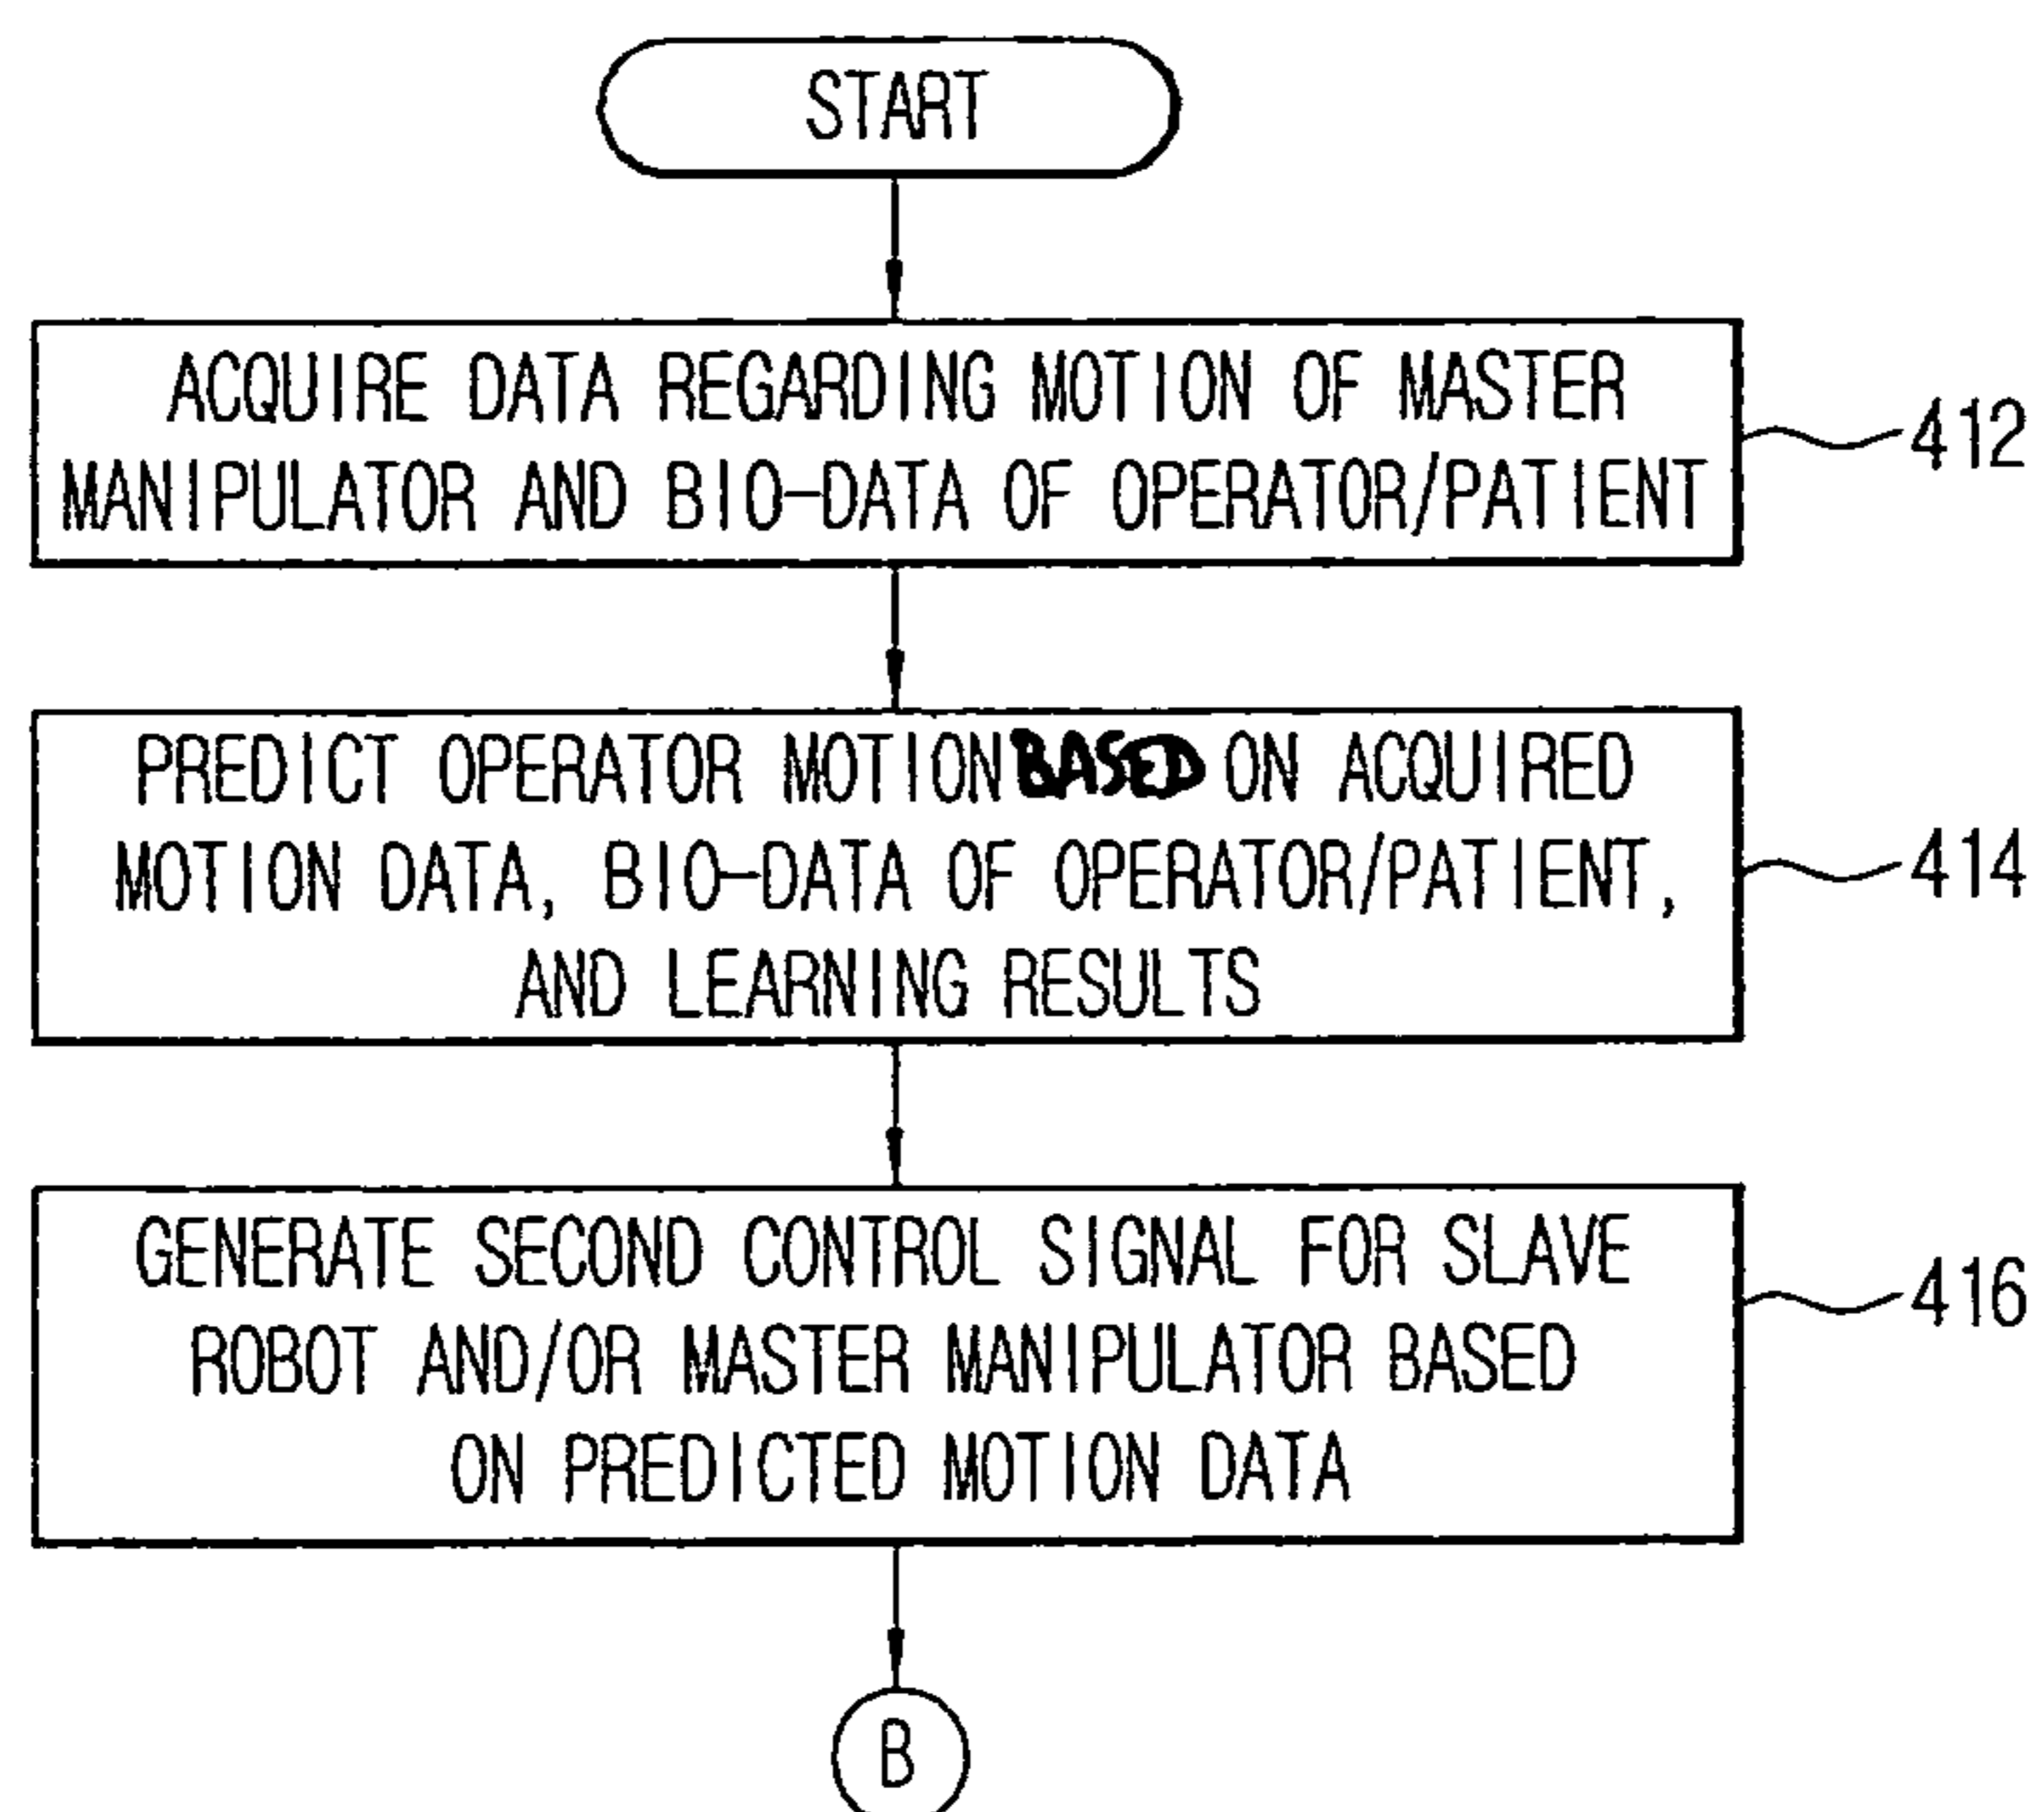 START
ACQUIRE DATA REGARDING MOTION OF MASTER
MANIPULATOR AND BIO-DATA OF OPERATOR/PATIENT
412
PREDICT OPERATOR MOTION BASED ON ACQUIRED
MOTION DATA, BIO-DATA OF OPERATOR/PATIENT,
AND LEARNING RESULTS
414
GENERATE SECOND CONTROL SIGNAL FOR SLAVE
ROBOT AND/OR MASTER MANIPULATOR BASED
ON PREDICTED MOTION DATA
416
B